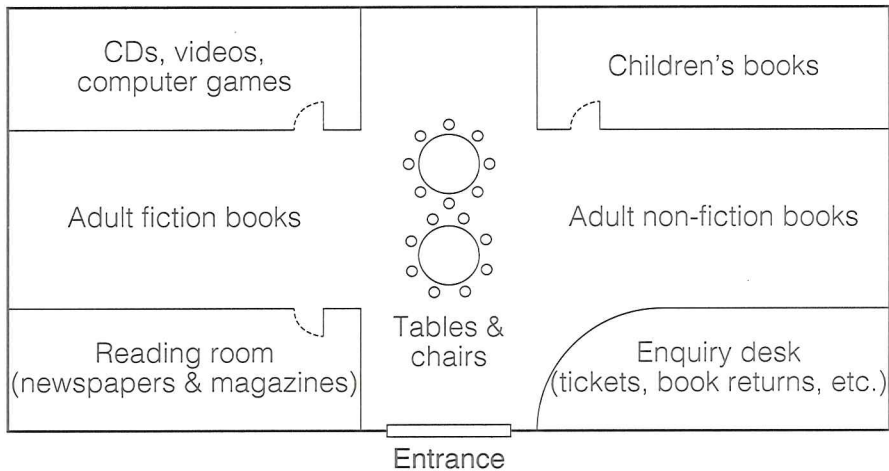 CDs, videos,
computer games
Children's books
Adult fiction books
Adult non-fiction books
Tables &
chairs
Reading room
(newspapers & magazines)
Enquiry desk
(tickets, book returns, etc.)
Entrance